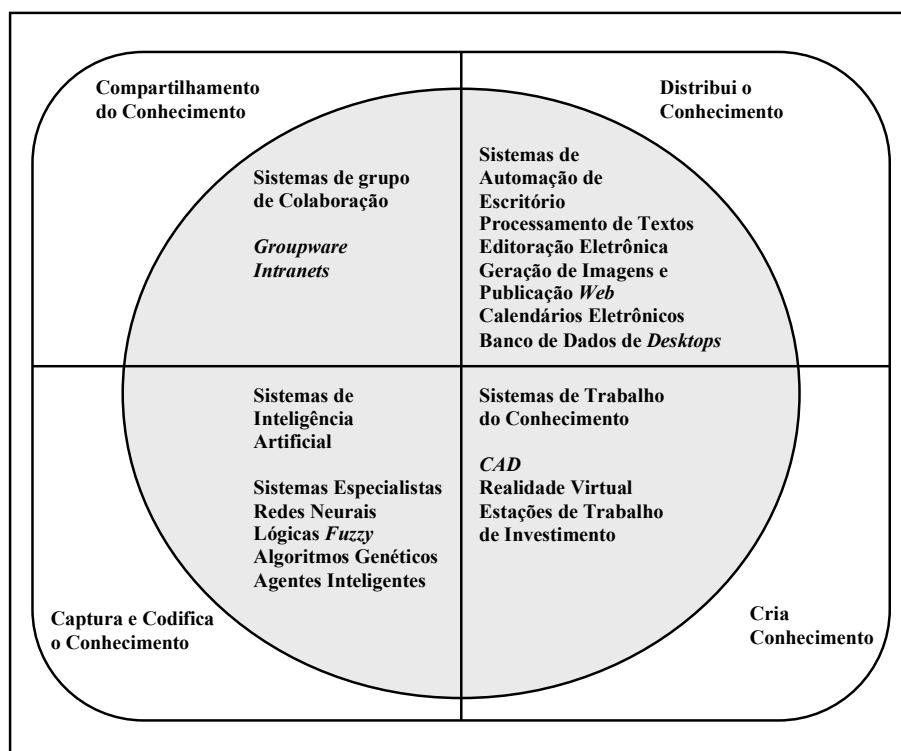 Compartilhamento
do Conhecimento
Distribui o
Conhecimento
Sistemas de grupo
de Colaboração
Groupware
Intranets
Sistemas de
Automação de
Escritório
Processamento de Textos
Editoração Eletrônica
Geração de Imagens e
Publicação Web
Calendários Eletrônicos
Banco de Dados de Desktops
Sistemas de
Inteligência
Artificial
Sistemas Especialistas
Redes Neurais
Lógicas Fuzzy
Algoritmos Genéticos
Agentes Inteligentes
Sistemas de Trabalho
do Conhecimento
CAD
Realidade Virtual
Estações de Trabalho
de Investimento
Captura e Codifica
o Conhecimento
Cria
Conhecimento